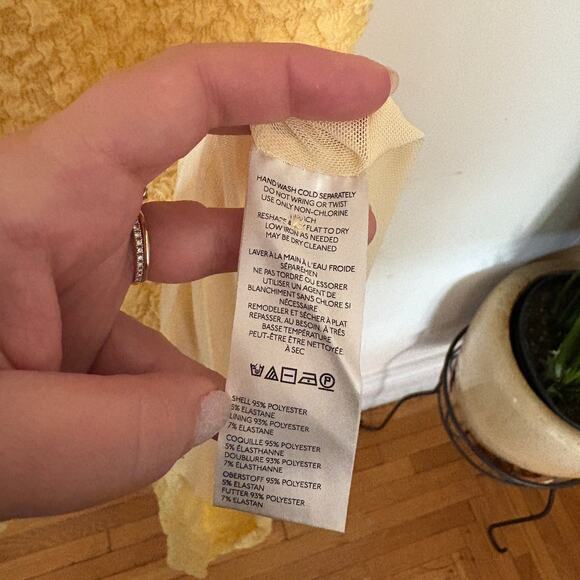 HAND WASH COLD SEPARATELY
DO NOT WRING OR TWIST
USE ONLY NON-CHLORINE
RESHAPE FLAT TO DRY
LOW IRON AS NEEDED
MAY BE DRY CLEANED
LAVER À LA MAIN À L'EAU FROIDE
SÉPARÉMEN
NE PAS TORDRE OU ESSORER
UTILISER UN AGENT DE
BLANCHIMENT SANS CHLORE SI
NÉCESSAIRE
REMODELER ET SÉCHER À PLAT
REPASSER, AU BESOIN, À TRÈS
BASSE TEMPÉRATURE
PEUT-ÊTRE ÊTRE NETTOYÉE
À SEC
P
SHELL 95% POLYESTER
5% ELASTANE
LINING 93% POLYESTER
7% ELASTANE
COQUILLE 95% POLYESTER
5% ÉLASTHANNE
DOUBLURE 93% POLYESTER
7% ÉLASTHANNE
OBERSTOFF 95% POLYESTER
5% ELASTAN
FUTTER 93% POLYESTER
7% ELASTAN